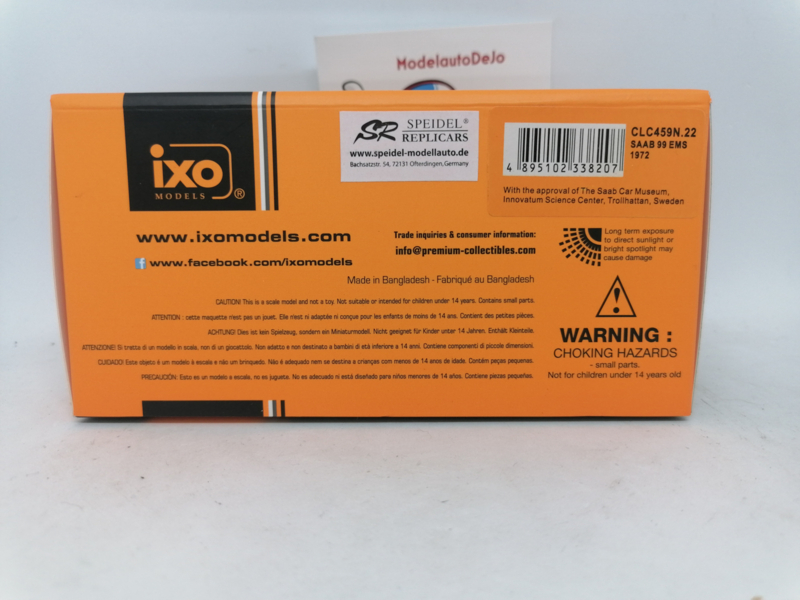 ModelautoDeJo
ixo
MODELS
®
SR SPEIDEL®
REPLICARS
www.speidel-modellauto.de
Bachsatzstr. 54, 72131 Ofterdingen, Germany
4 895102 338207
CLC459N.22
SAAB 99 EMS
1972
With the approval of The Saab Car Museum,
Innovatum Science Center, Trollhattan, Sweden
www.ixomodels.com
f www.facebook.com/ixomodels
Trade inquiries & consumer information:
info@premium-collectibles.com
Long term exposure
to direct sunlight or
bright spotlight may
cause damage
Made in Bangladesh - Fabriqué au Bangladesh
CAUTION! This is a scale model and not a toy. Not suitable or intended for children under 14 years. Contains small parts.
ATTENTION : cette maquette n'est pas un jouet. Elle n'est ni adaptée ni conçue pour les enfants de moins de 14 ans. Contient des petites pièces.
ACHTUNG! Dies ist kein Spielzeug, sondern ein Miniaturmodell. Nicht geeignet für Kinder unter 14 Jahren. Enthält Kleinteile.
ATTENZIONE! Si tratta di un modello in scala, non di un giocattolo. Non adatto e non destinato a bambini di età inferiore a 14 anni. Contiene componenti di piccole dimensioni.
CUIDADO! Este objeto é um modelo à escala e não um brinquedo. Não é adequado nem se destina a crianças com menos de 14 anos de idade. Contém peças pequenas.
PRECAUCIÓN: Esto es un modelo a escala, no es jugueta. No es adecuado ni está diseñado para niños menores de 14 años. Contiene piezas pequeñas.
WARNING :
CHOKING HAZARDS
- small parts.
Not for children under 14 years old